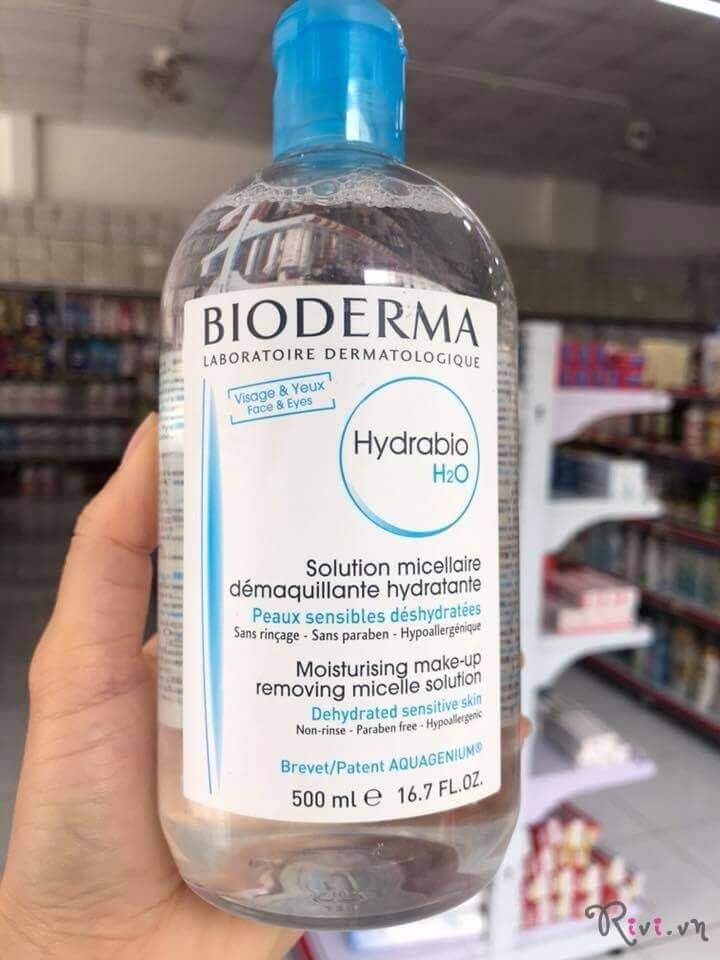 BIODERMA
LABORATOIRE DERMATOLOGIQUE
Visage & Yeux
Face & Eyes
Hydrabio
H2O
Solution micellaire
démaquillante hydratante
Peaux sensibles déshydratées
Sans rinçage - Sans paraben - Hypoallergénique
Moisturising make-up
removing micelle solution
Dehydrated sensitive skin
Non-rinse - Paraben free - Hypoallergenic
Brevet/Patent AQUAGENIUM®
500 ml e 16.7 FL.OZ.
Rivi.vn